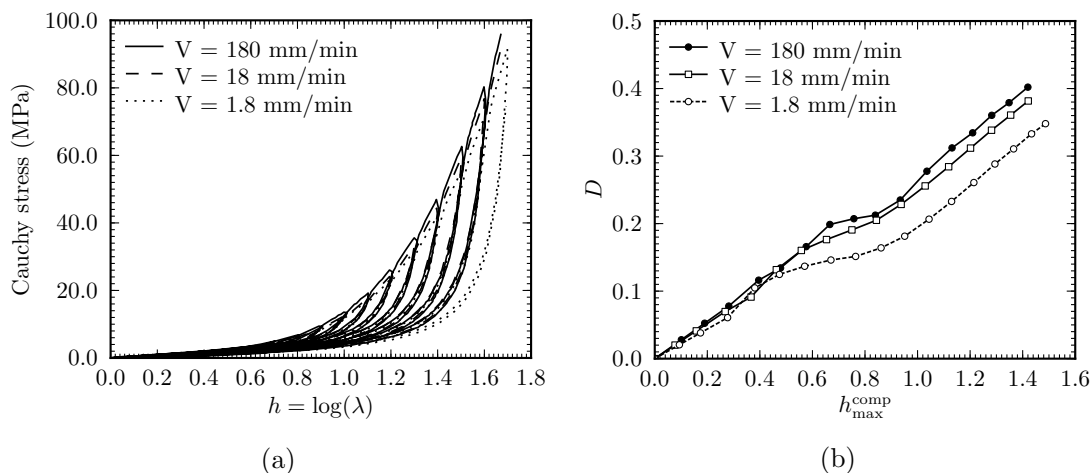 100.0
80.0
60.0
40.0
20.0
0.0
Cauchy stress (MPa)
V = 180 mm/min
V = 18 mm/min
V = 1.8 mm/min
0.0 0.2 0.4 0.6 0.8 1.0 1.2 1.4 1.6 1.8
h = log(λ)
(a)
0.5
0.4
0.3
0.2
0.1
0.0
D
V = 180 mm/min
V = 18 mm/min
V = 1.8 mm/min
0.0 0.2 0.4 0.6 0.8 1.0 1.2 1.4 1.6
h_max^comp
(b)